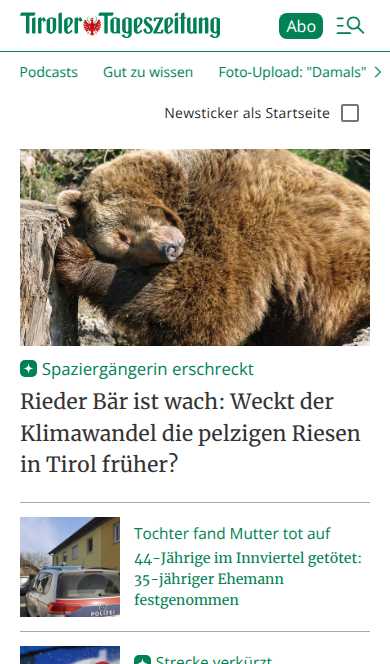 Tiroler Tageszeitung
Abo
Podcasts Gut zu wissen Foto-Upload: "Damals"
Newsticker als Startseite
Spaziergängerin erschreckt
Rieder Bär ist wach: Weckt der
Klimawandel die pelzigen Riesen
in Tirol früher?
Tochter fand Mutter tot auf
44-Jährige im Innviertel getötet:
35-jähriger Ehemann
festgenommen
POLIZEI
Strecke verkürzt